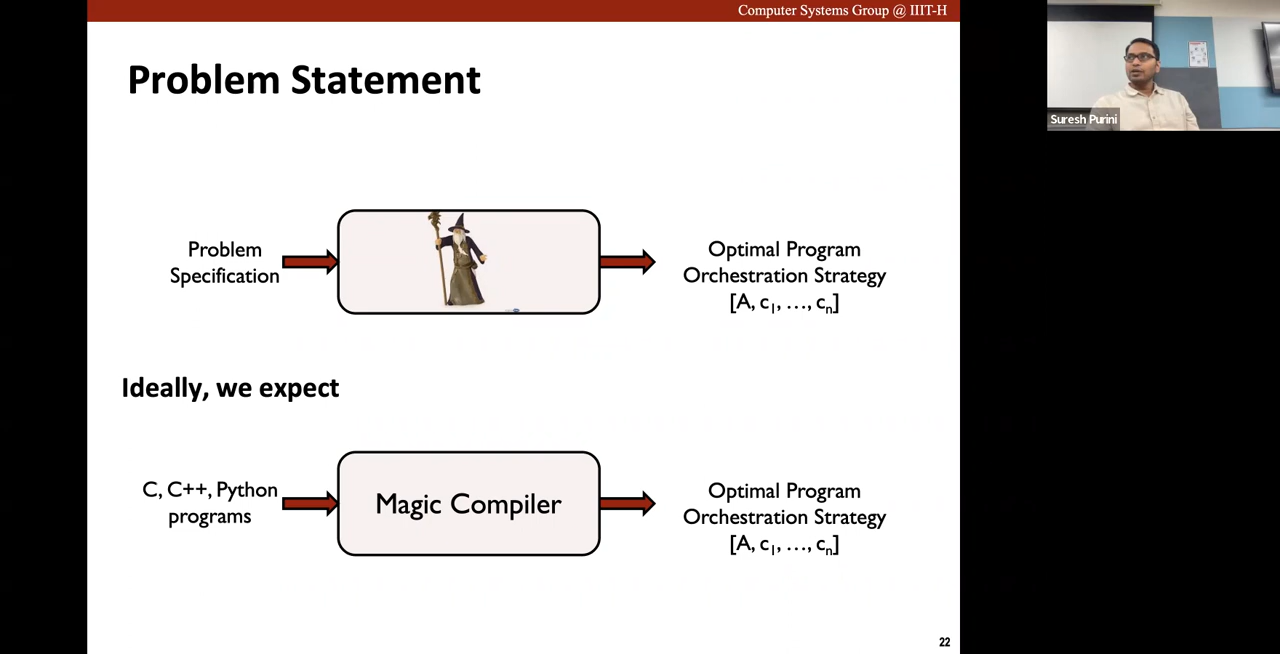 Computer Systems Group @ IIIT-H
Suresh Purini
Problem Statement
Problem
Specification
Optimal Program
Orchestration Strategy
[A, c1, …, cn]
Ideally, we expect
C, C++, Python
programs
Magic Compiler
Optimal Program
Orchestration Strategy
[A, c1, …, cn]
22